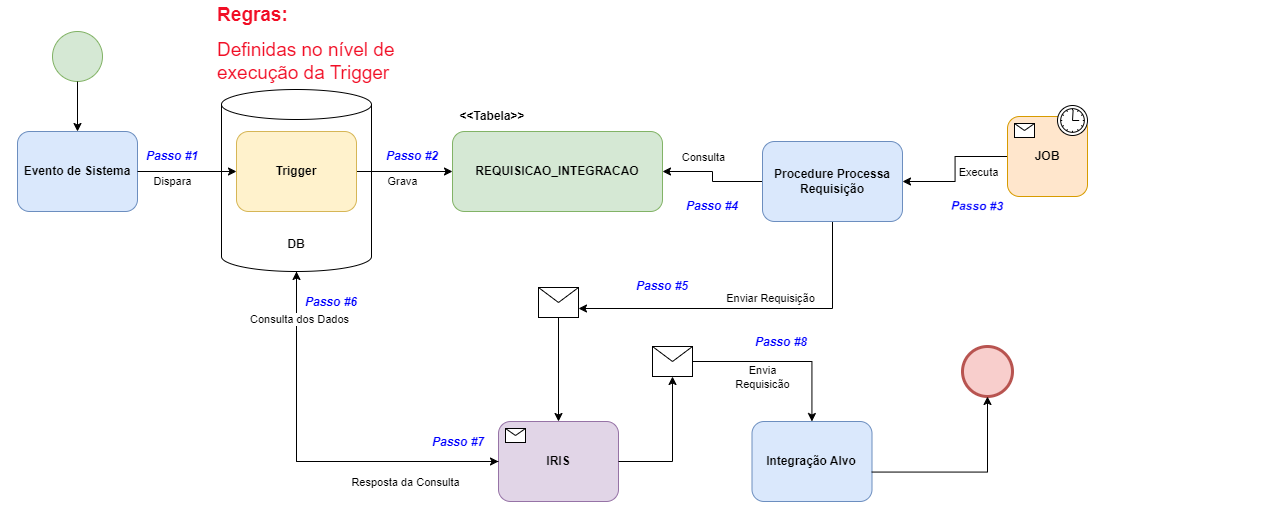 Regras:
Definidas no nível de
execução da Trigger
<<Tabela>>
Evento de Sistema
Passo #1
Dispara
Trigger
DB
Passo #2
Grava
REQUISICAO_INTEGRACAO
Consulta
Passo #4
Procedure Processa
Requisição
Executa
Passo #3
JOB
Passo #5
Enviar Requisição
Passo #6
Consulta dos Dados
Passo #8
Envia
Requisicão
Passo #7
Resposta da Consulta
IRIS
Integração Alvo